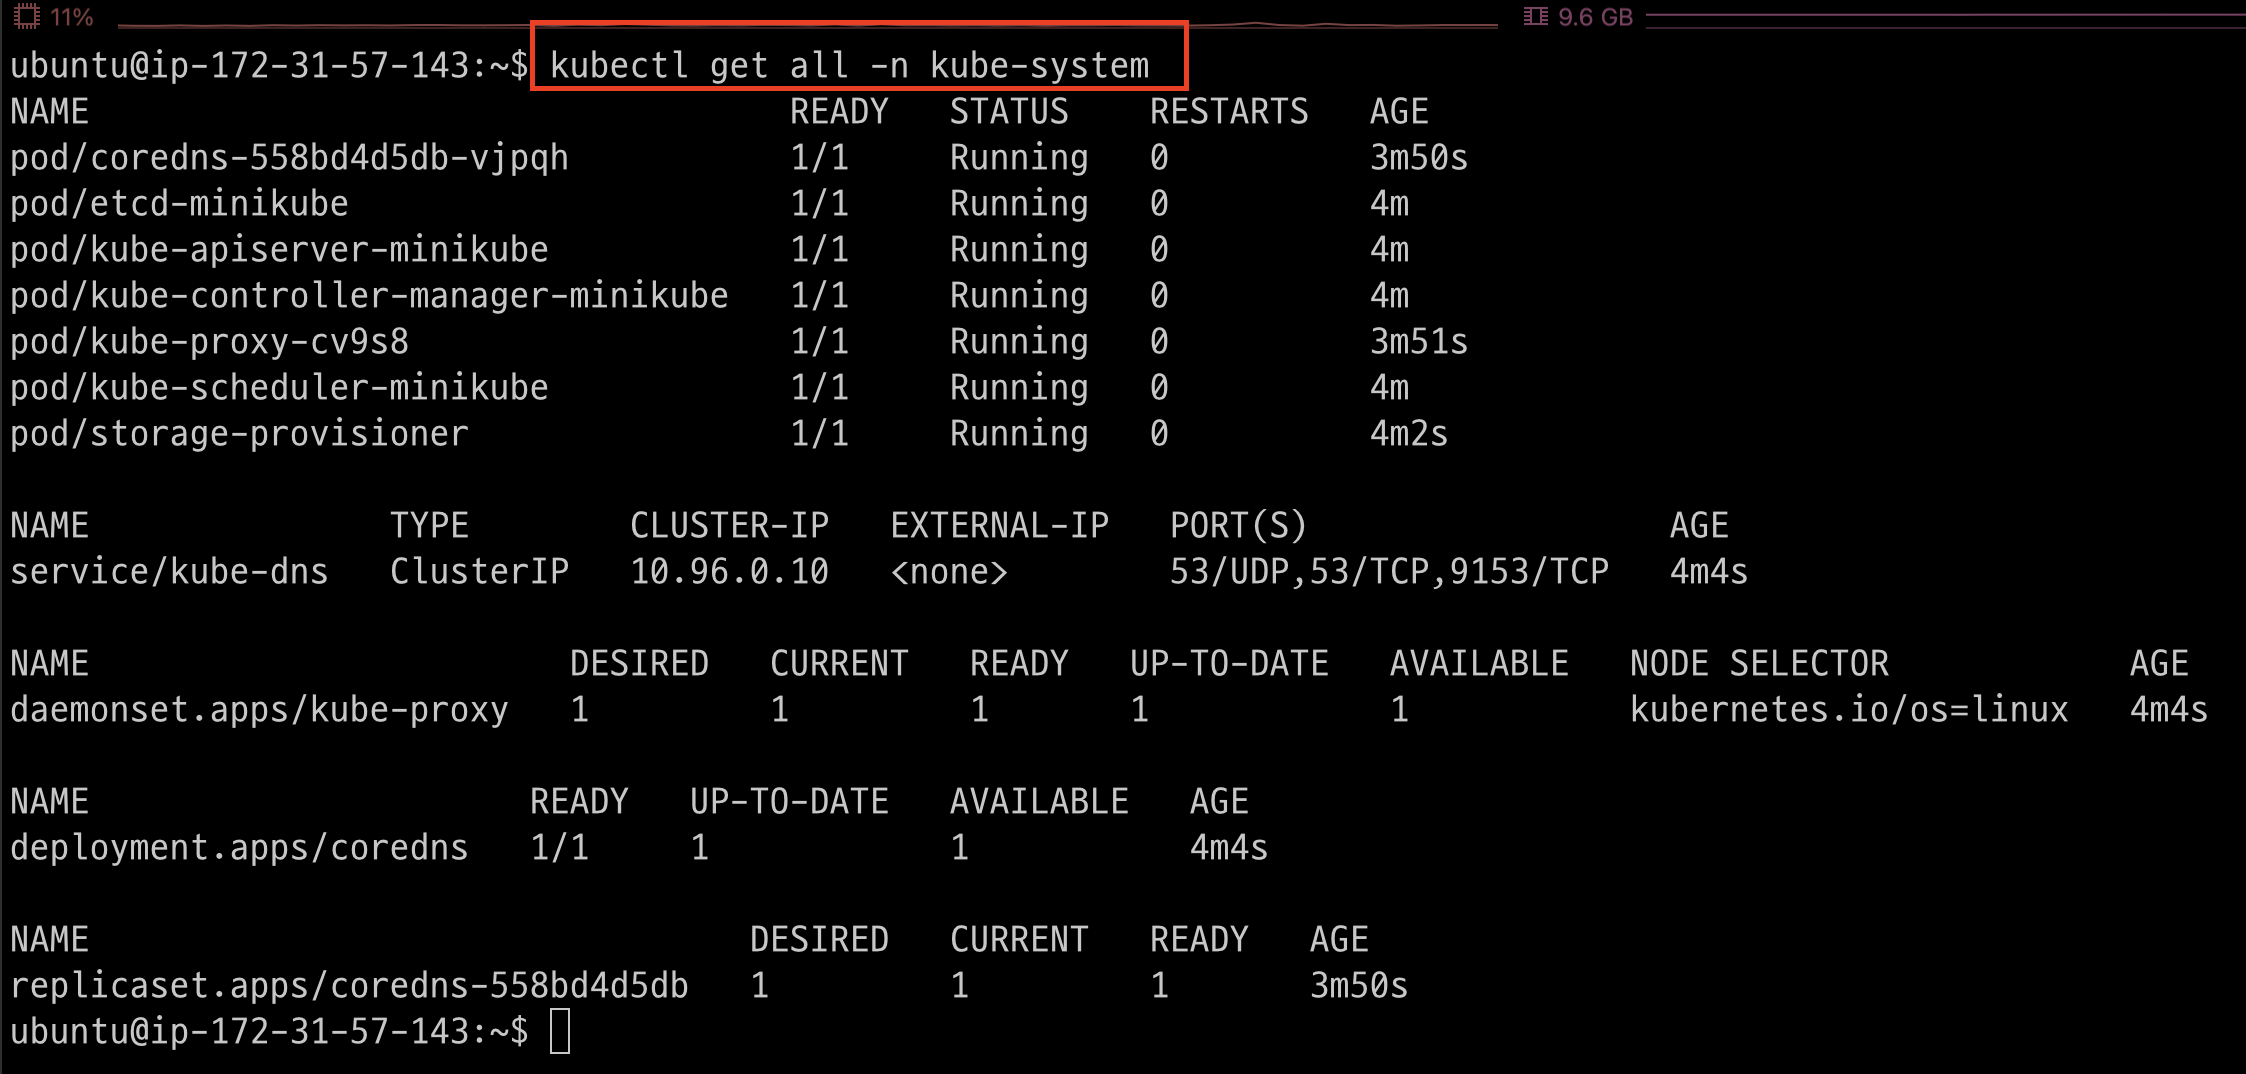 11% 9.6 GB
ubuntu@ip-172-31-57-143:~$ kubectl get all -n kube-system
NAME READY STATUS RESTARTS AGE
pod/coredns-558bd4d5db-vjpqh 1/1 Running 0 3m50s
pod/etcd-minikube 1/1 Running 0 4m
pod/kube-apiserver-minikube 1/1 Running 0 4m
pod/kube-controller-manager-minikube 1/1 Running 0 4m
pod/kube-proxy-cv9s8 1/1 Running 0 3m51s
pod/kube-scheduler-minikube 1/1 Running 0 4m
pod/storage-provisioner 1/1 Running 0 4m2s
NAME TYPE CLUSTER-IP EXTERNAL-IP PORT(S) AGE
service/kube-dns ClusterIP 10.96.0.10 <none> 53/UDP,53/TCP,9153/TCP 4m4s
NAME DESIRED CURRENT READY UP-TO-DATE AVAILABLE NODE SELECTOR AGE
daemonset.apps/kube-proxy 1 1 1 1 1 kubernetes.io/os=linux 4m4s
NAME READY UP-TO-DATE AVAILABLE AGE
deployment.apps/coredns 1/1 1 1 4m4s
NAME DESIRED CURRENT READY AGE
replicaset.apps/coredns-558bd4d5db 1 1 1 3m50s
ubuntu@ip-172-31-57-143:~$